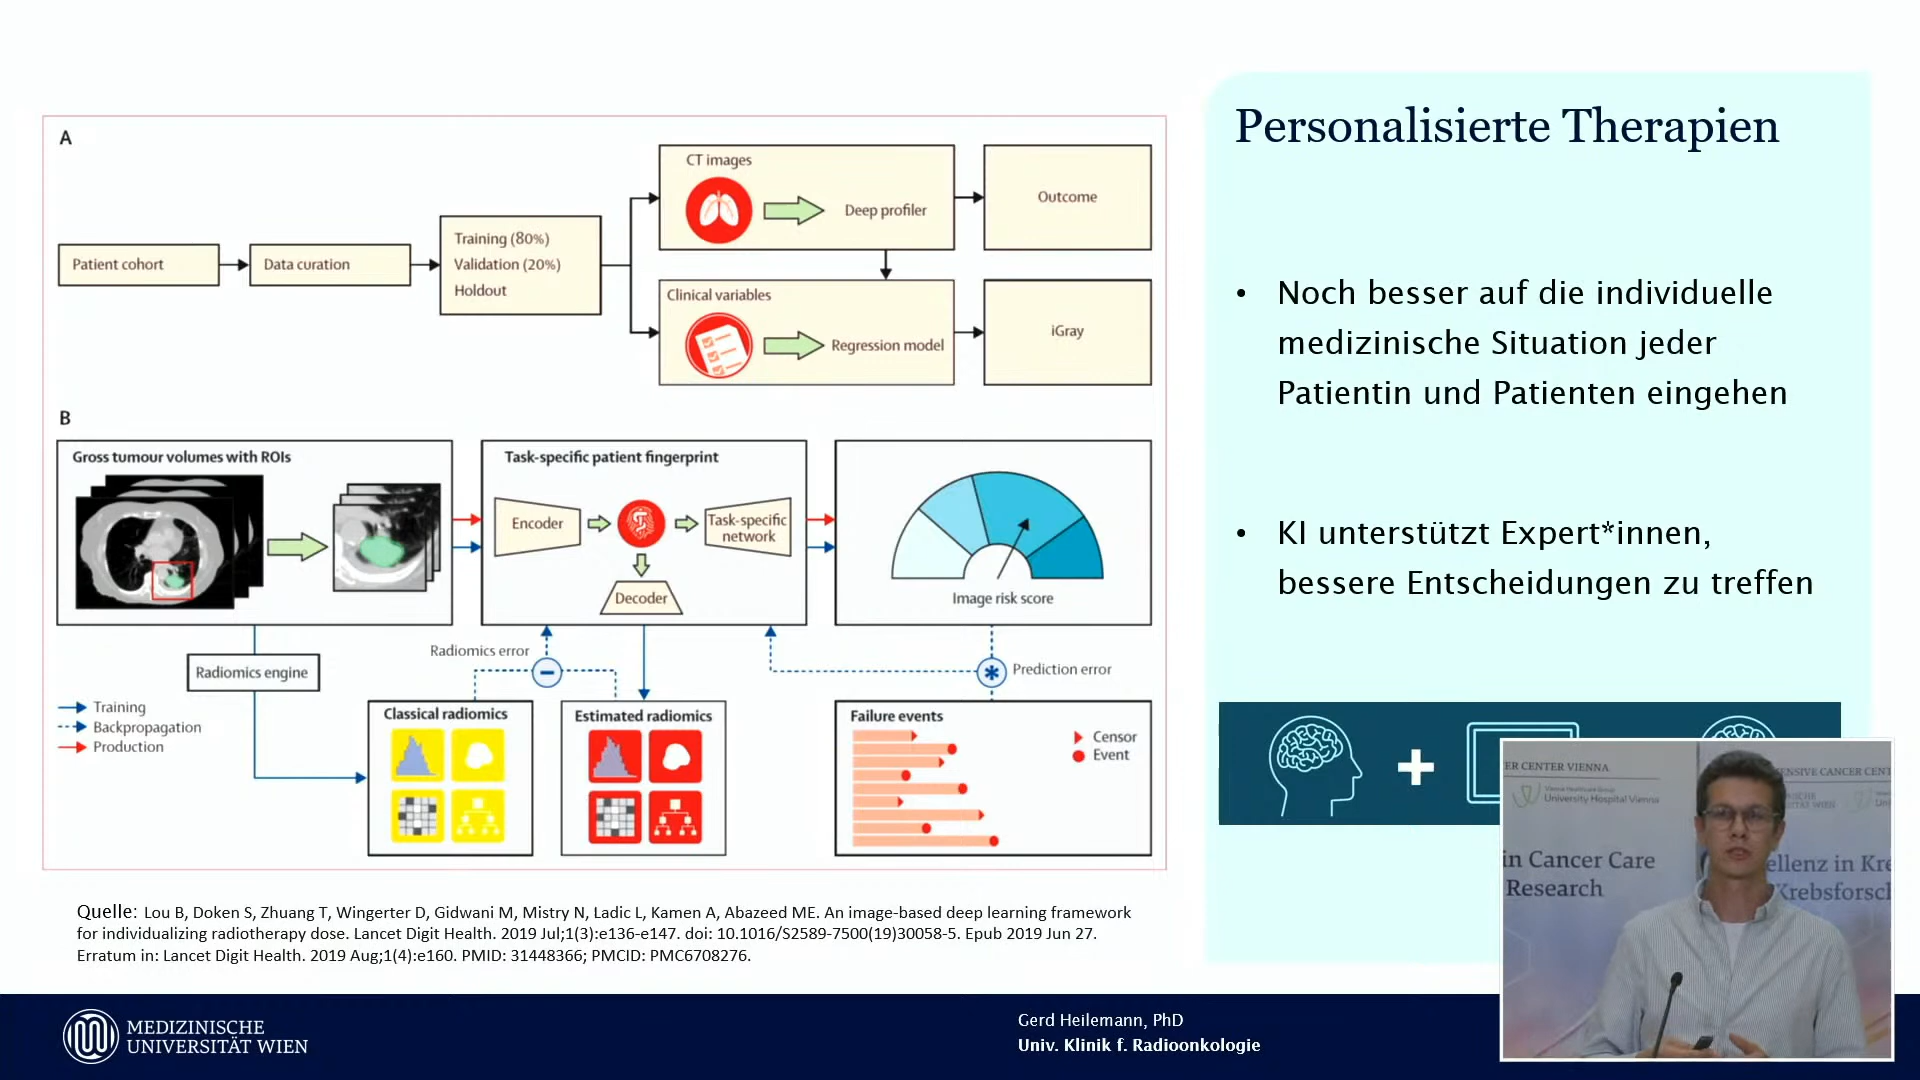 A
Patient cohort
Data curation
Training (80%)
Validation (20%)
Holdout
CT images
Deep profiler
Outcome
Clinical variables
Regression model
iGray
B
Gross tumour volumes with ROIs
Task-specific patient fingerprint
Encoder
Task-specific
network
Decoder
Image risk score
Radiomics engine
Radiomics error
Prediction error
Training
Backpropagation
Production
Classical radiomics
Estimated radiomics
Failure events
Censor
Event
Quelle: Lou B, Doken S, Zhuang T, Wingerter D, Gidwani M, Mistry N, Ladic L, Kamen A, Abazeed ME. An image-based deep learning framework
for individualizing radiotherapy dose. Lancet Digit Health. 2019 Jul;1(3):e136-e147. doi: 10.1016/S2589-7500(19)30058-5. Epub 2019 Jun 27.
Erratum in: Lancet Digit Health. 2019 Aug;1(4):e160. PMID: 31448366; PMCID: PMC6708276.
Personalisierte Therapien
• Noch besser auf die individuelle
medizinische Situation jeder
Patientin und Patienten eingehen
• KI unterstützt Expert*innen,
bessere Entscheidungen zu treffen
ER CENTER VIENNA
University Hospital Vienna
in Cancer Care
Research
ENSIVE CANCER CENT
ellenz in Kre
Krebsforsch
MEDIZINISCHE
UNIVERSITÄT WIEN
Gerd Heilemann, PhD
Univ. Klinik f. Radioonkologie